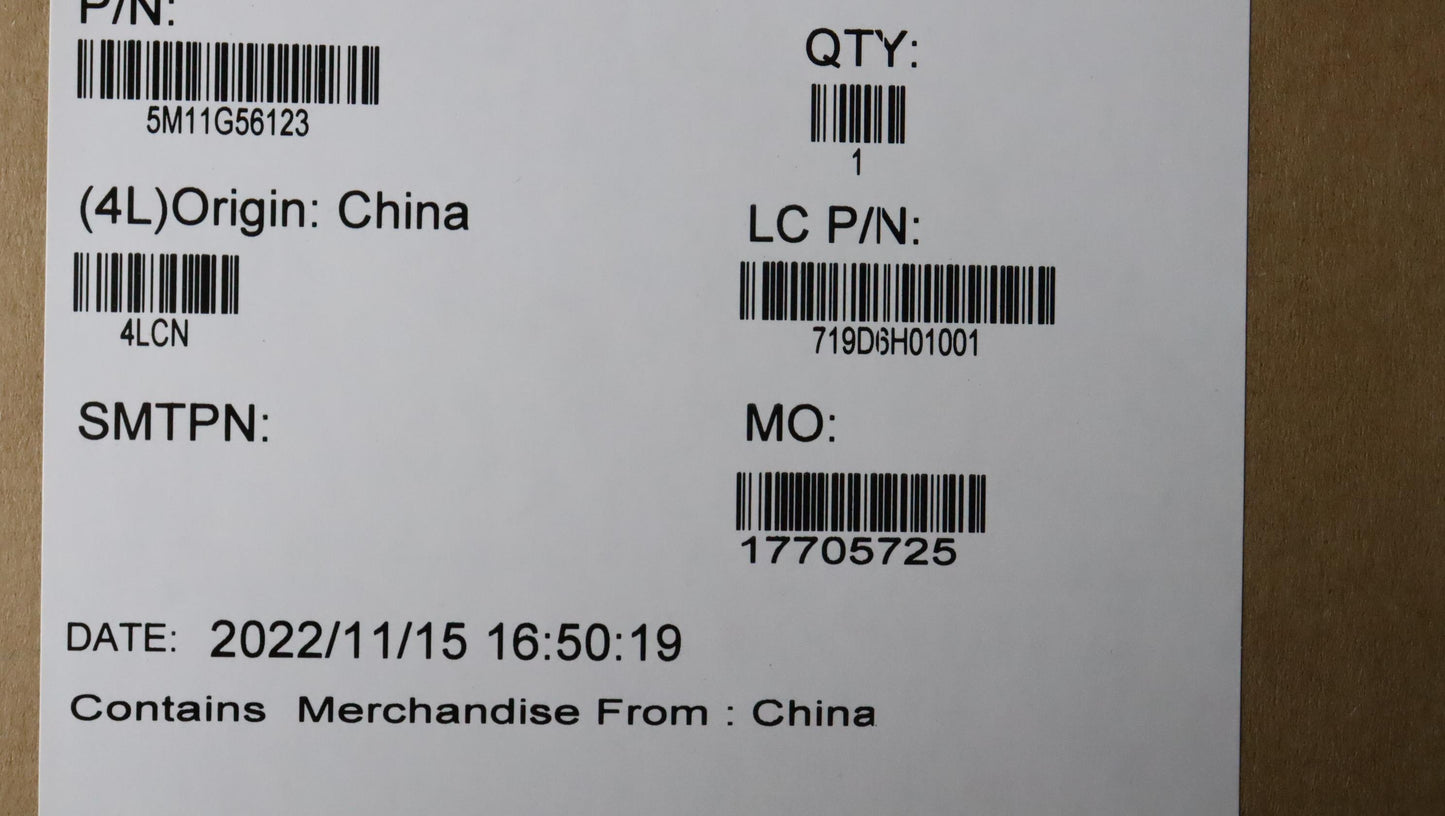 P/N:
5M11G56123
QTY:
1
(4L)Origin: China
4LCN
LC P/N:
719D6H01001
SMTPN:
MO:
17705725
DATE: 2022/11/15 16:50:19
Contains Merchandise From : China